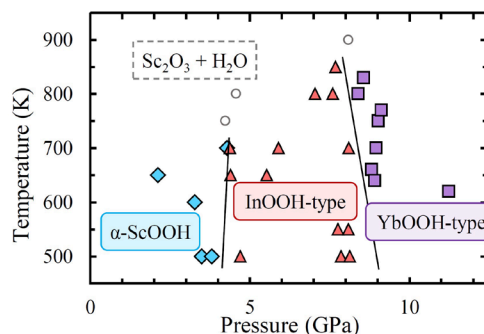 900
800
700
600
500
Temperature (K)
Sc₂O₃ + H₂O
InOOH-type
α-ScOOH
YbOOH-type
0
5
10
Pressure (GPa)